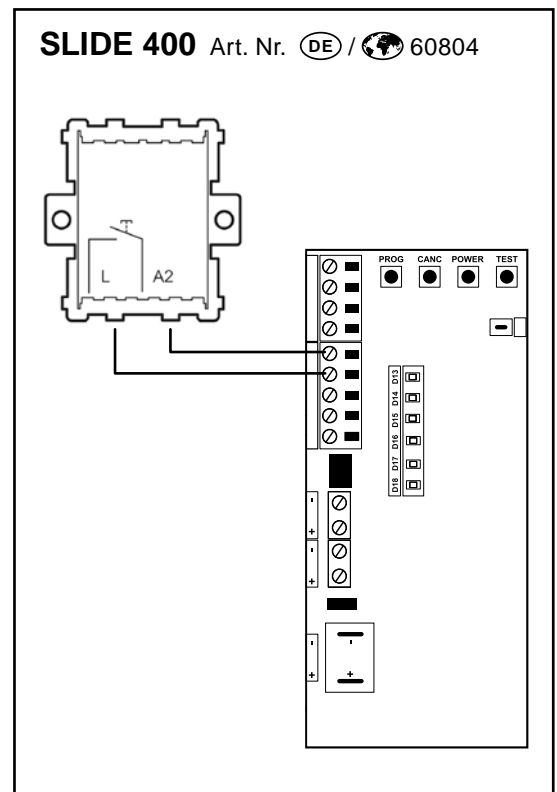 SLIDE 400 Art. Nr. DE / 60804
L A2
PROG CANC POWER TEST
D13
D14
D15
D16
D17
D18
- +
- +
- +
- +